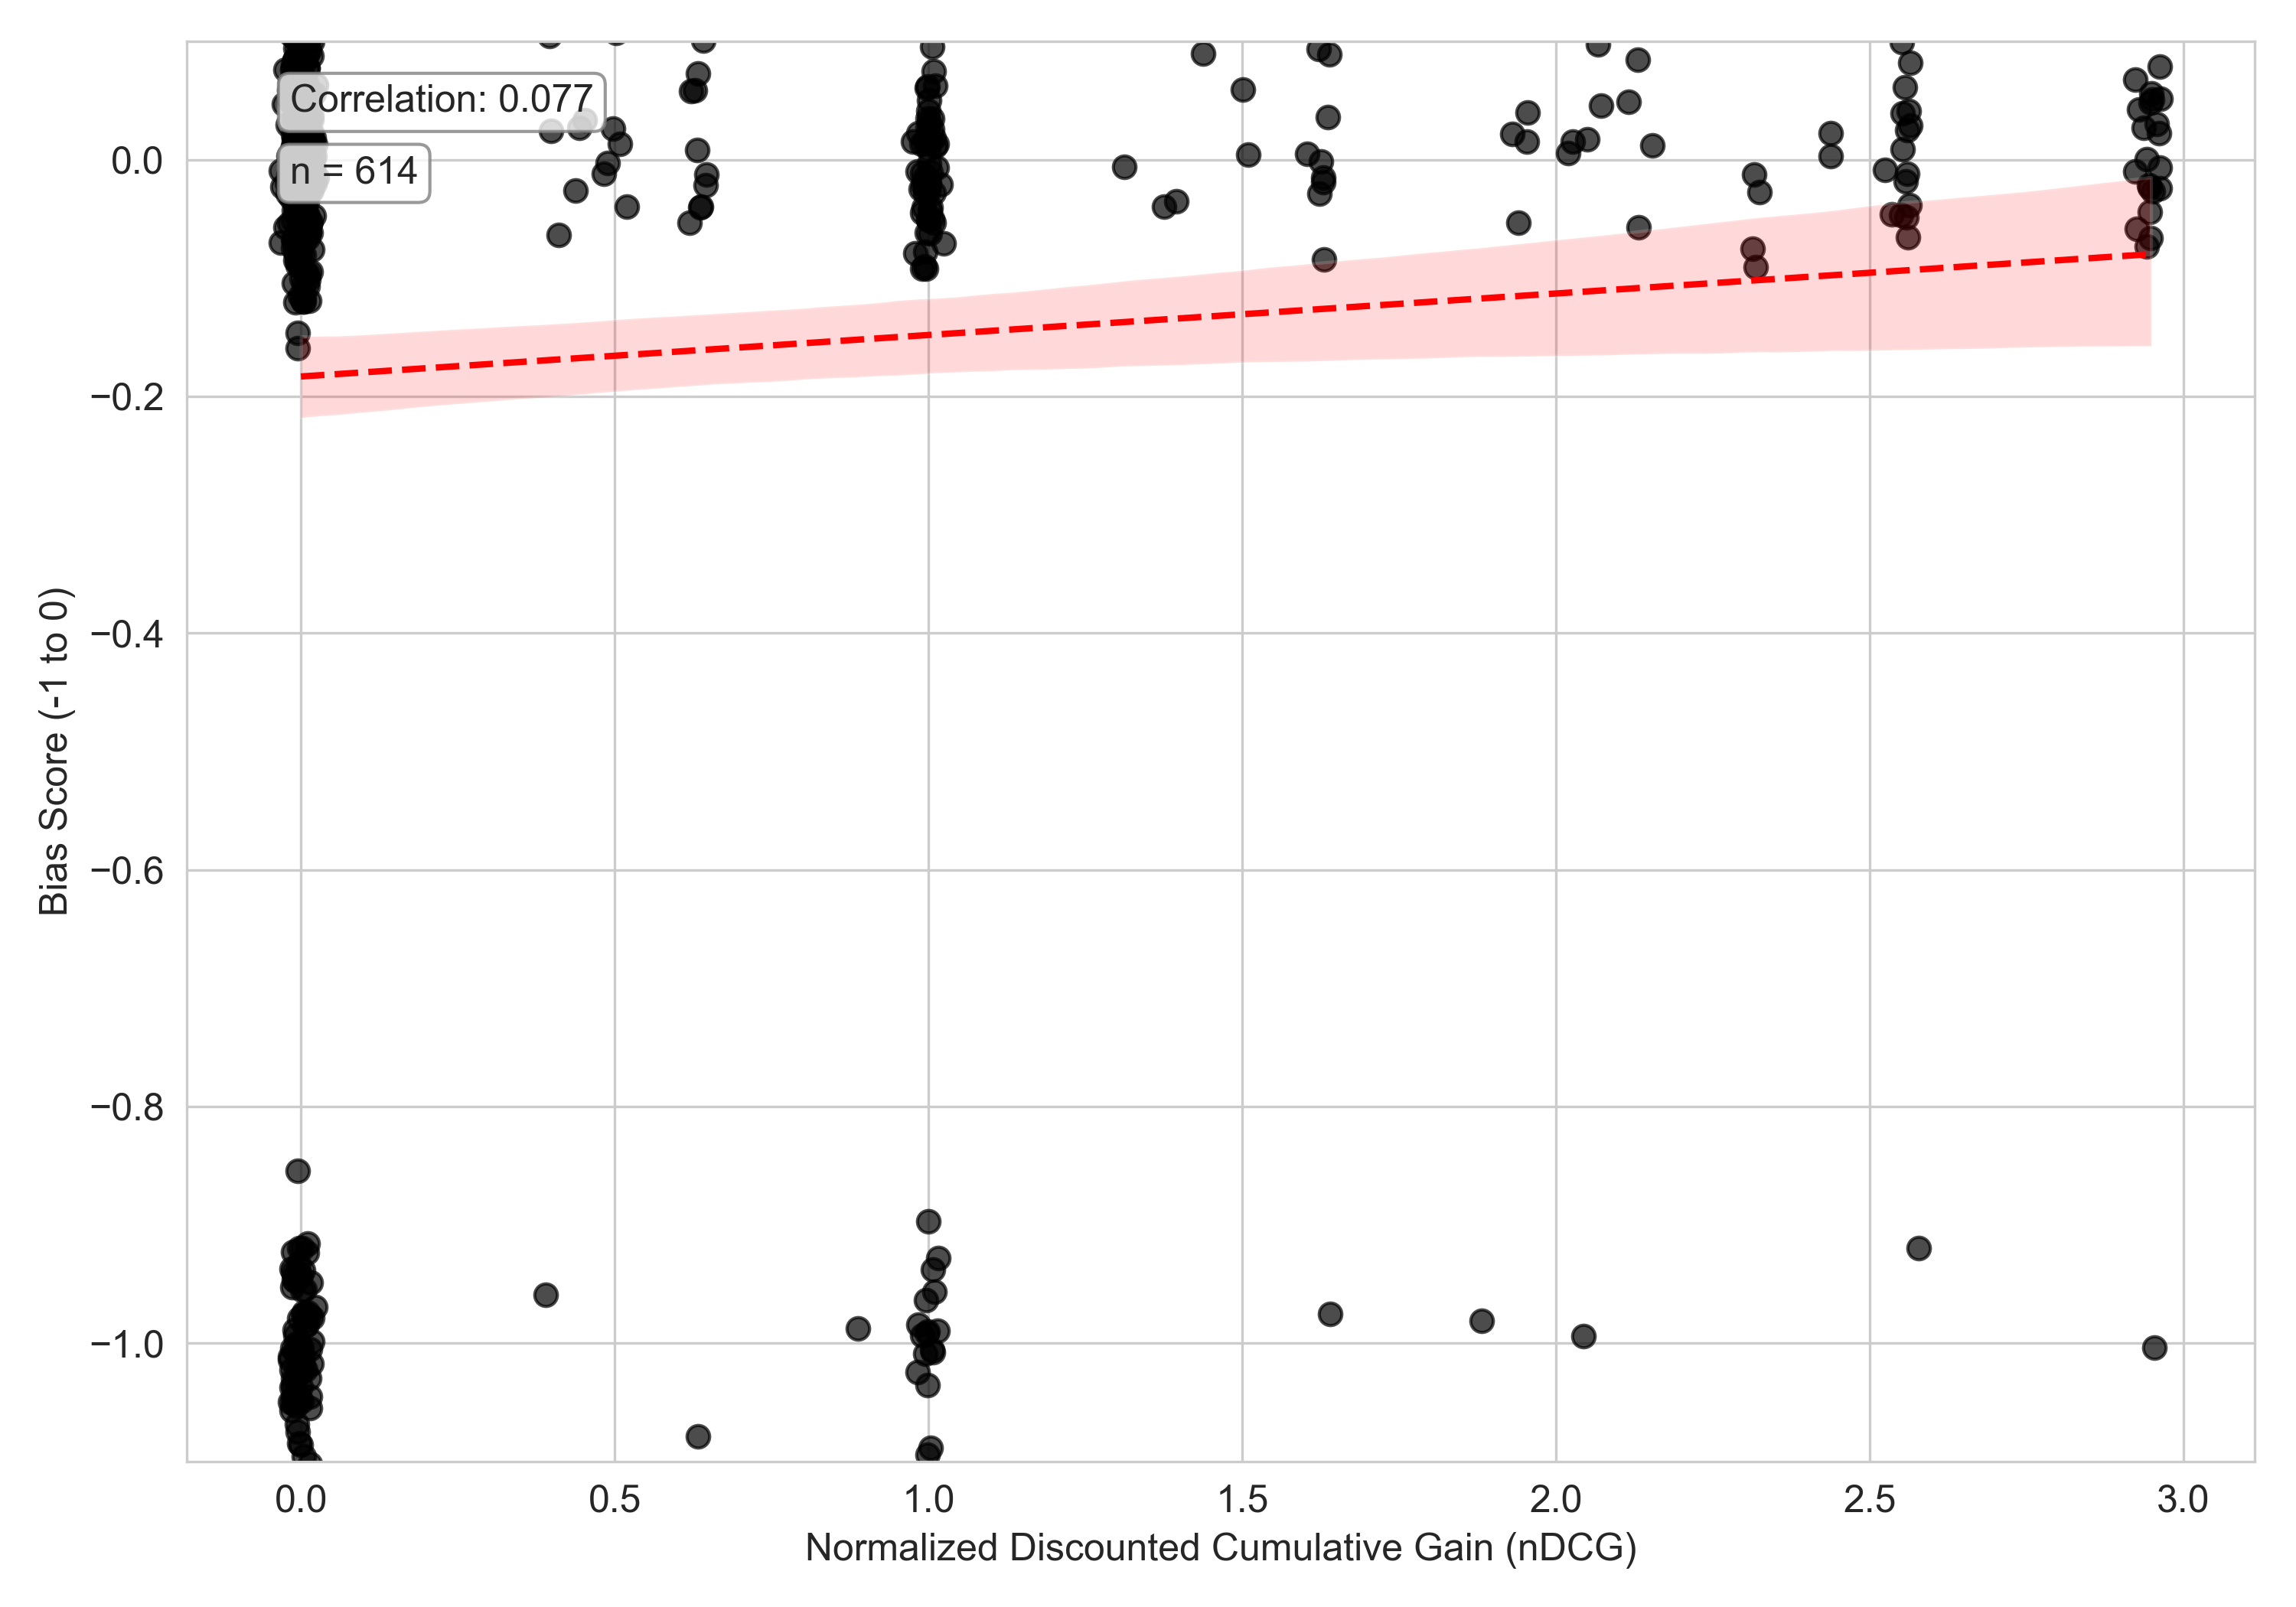 Correlation: 0.077
n = 614
0.0
−0.2
−0.4
−0.6
−0.8
−1.0
Bias Score (-1 to 0)
0.0 0.5 1.0 1.5 2.0 2.5 3.0
Normalized Discounted Cumulative Gain (nDCG)